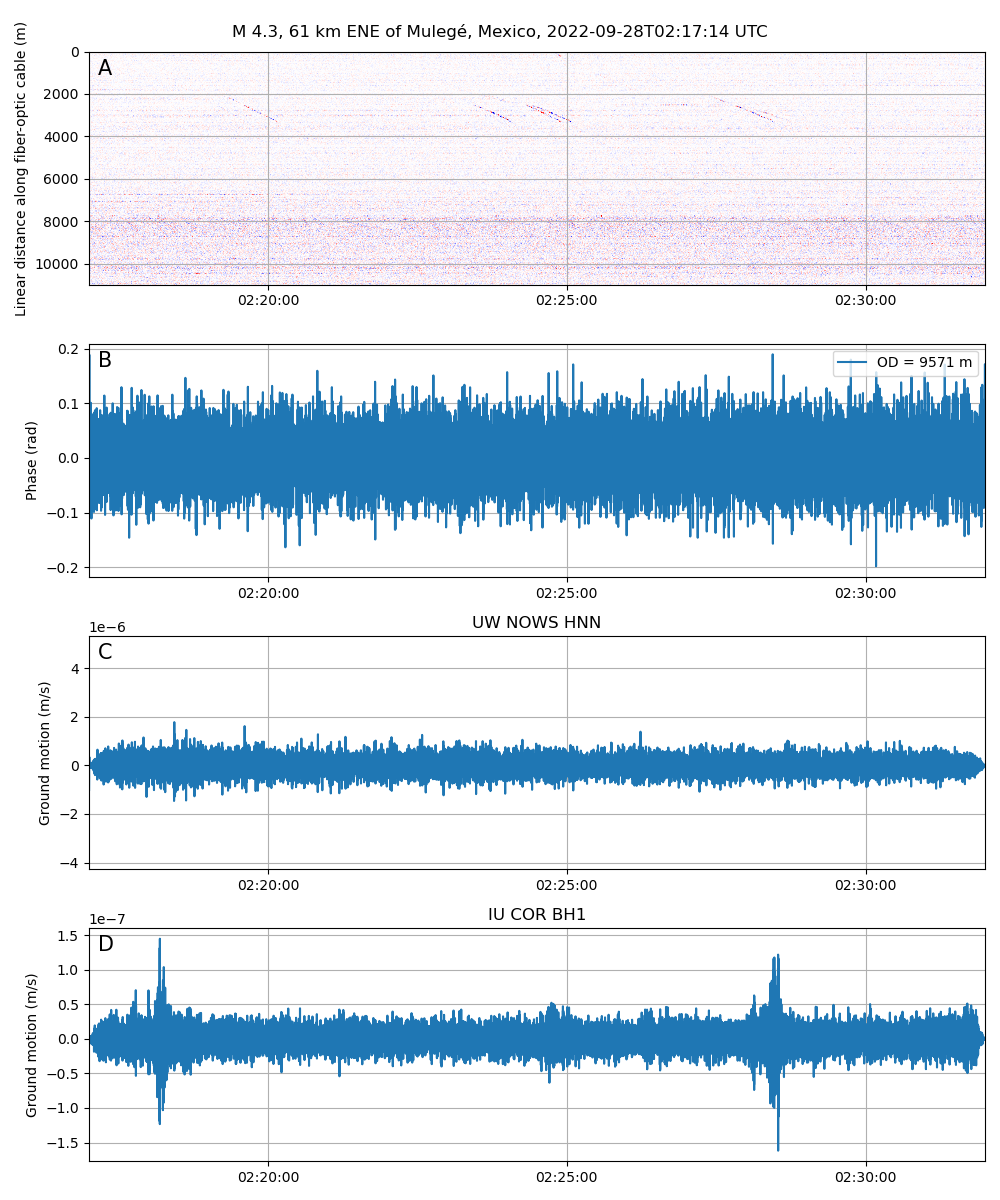 M 4.3, 61 km ENE of Mulegé, Mexico, 2022-09-28T02:17:14 UTC
A
Linear distance along fiber-optic cable (m)
0
2000
4000
6000
8000
10000
02:20:00 02:25:00 02:30:00
B
OD = 9571 m
Phase (rad)
0.2
0.1
0.0
−0.1
−0.2
02:20:00 02:25:00 02:30:00
UW NOWS HNN
1e−6
C
Ground motion (m/s)
4
2
0
−2
−4
02:20:00 02:25:00 02:30:00
IU COR BH1
1e−7
D
Ground motion (m/s)
1.5
1.0
0.5
0.0
−0.5
−1.0
−1.5
02:20:00 02:25:00 02:30:00